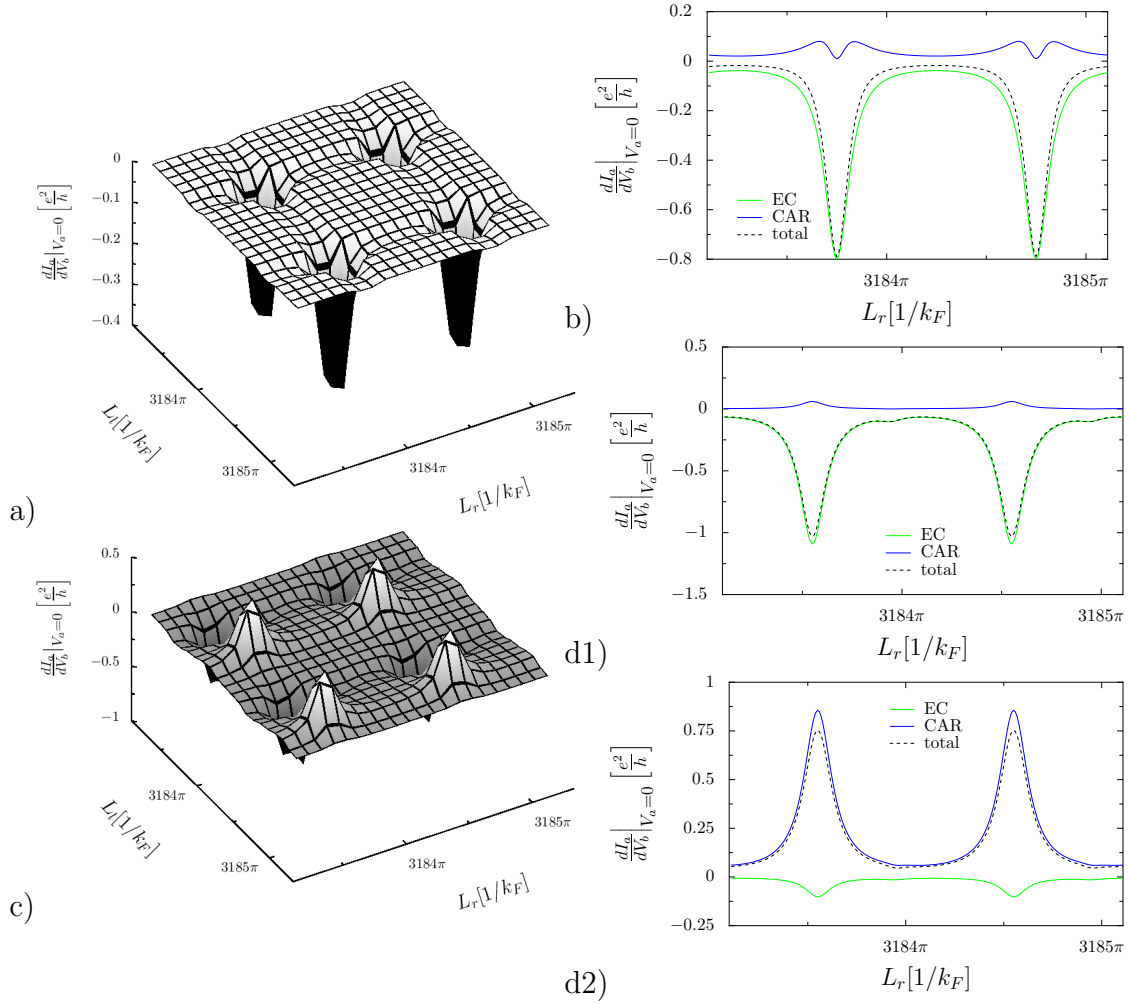 0
−0.1
−0.2
−0.3
−0.4
dI_a/dV_b|_{V_a=0} [e²/h]
3184π
3185π
L_l[1/k_F]
3184π
3185π
L_r[1/k_F]
a)
0.2
0
−0.2
−0.4
−0.6
−0.8
dI_a/dV_b|_{V_a=0} [e²/h]
EC
CAR
total
3184π
3185π
L_r[1/k_F]
b)
0.5
0
−0.5
−1
dI_a/dV_b|_{V_a=0} [e²/h]
3184π
3185π
L_l[1/k_F]
3184π
3185π
L_r[1/k_F]
c)
0.5
0
−0.5
−1
−1.5
dI_a/dV_b|_{V_a=0} [e²/h]
EC
CAR
total
3184π
3185π
L_r[1/k_F]
d1)
1
0.75
0.5
0.25
0
−0.25
dI_a/dV_b|_{V_a=0} [e²/h]
EC
CAR
total
3184π
3185π
L_r[1/k_F]
d2)